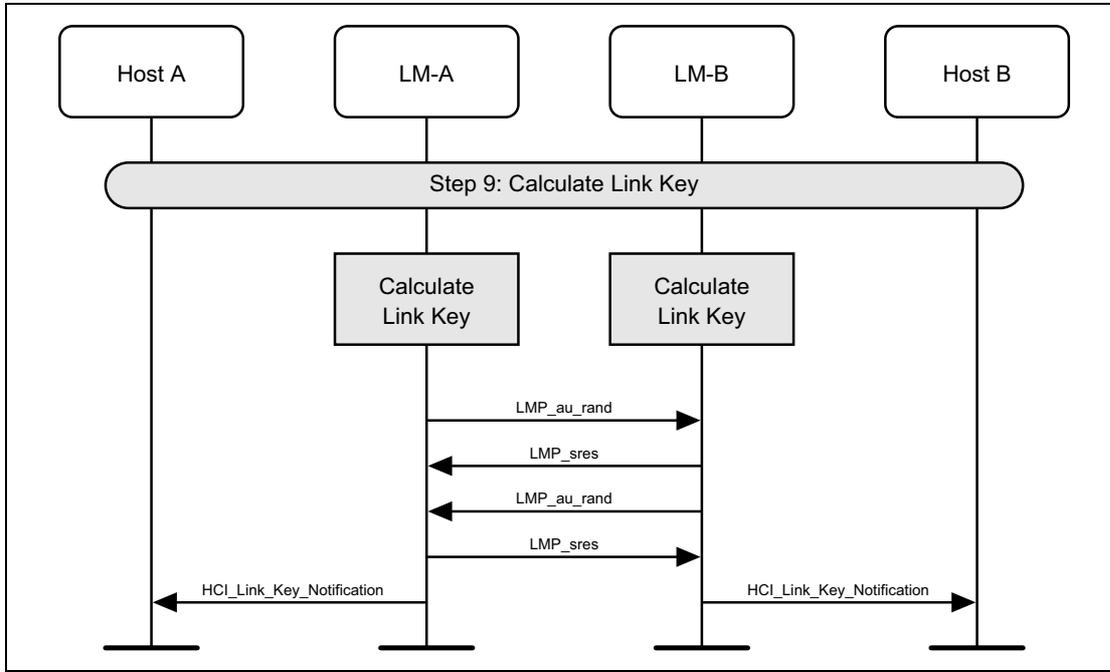 Host A
LM-A
LM-B
Host B
Step 9: Calculate Link Key
Calculate
Link Key
Calculate
Link Key
LMP_au_rand
LMP_sres
LMP_au_rand
LMP_sres
HCI_Link_Key_Notification
HCI_Link_Key_Notification